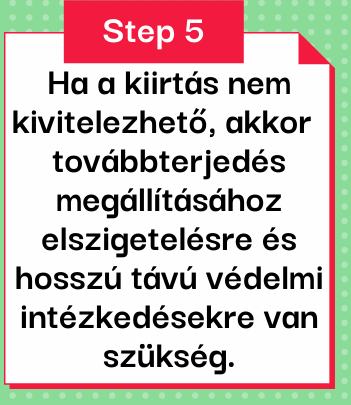 Step 5
Ha a kiirtás nem
kivitelezhető, akkor
továbbterjedés
megállításához
elszigetelésre és
hosszú távú védelmi
intézkedésekre van
szükség.